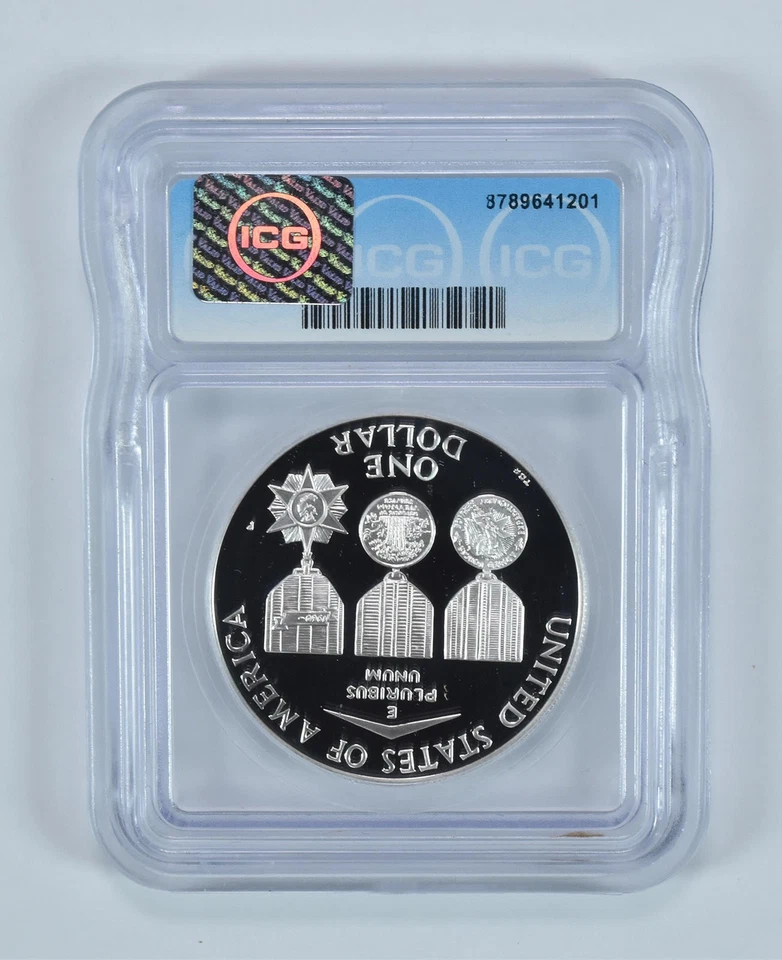 ICG
ICG
ICG
8789641201
UNITED STATES OF AMERICA
E
PLURIBUS
UNUM
ONE
DOLLAR